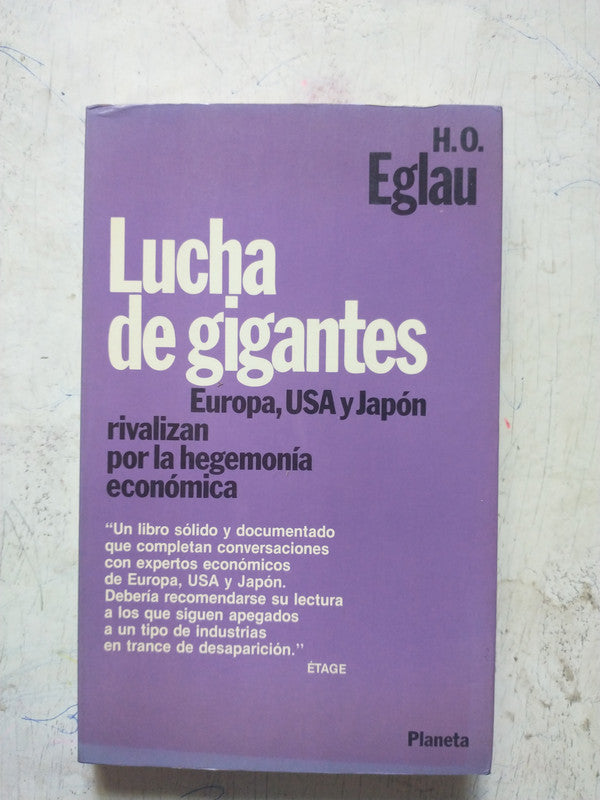 H.O.
Eglau
Lucha
de gigantes
Europa, USA y Japón
rivalizan
por la hegemonía
económica
“Un libro sólido y documentado
que completan conversaciones
con expertos económicos
de Europa, USA y Japón.
Debería recomendarse su lectura
a los que siguen apegados
a un tipo de industrias
en trance de desaparición.”
ÉTAGE
Planeta